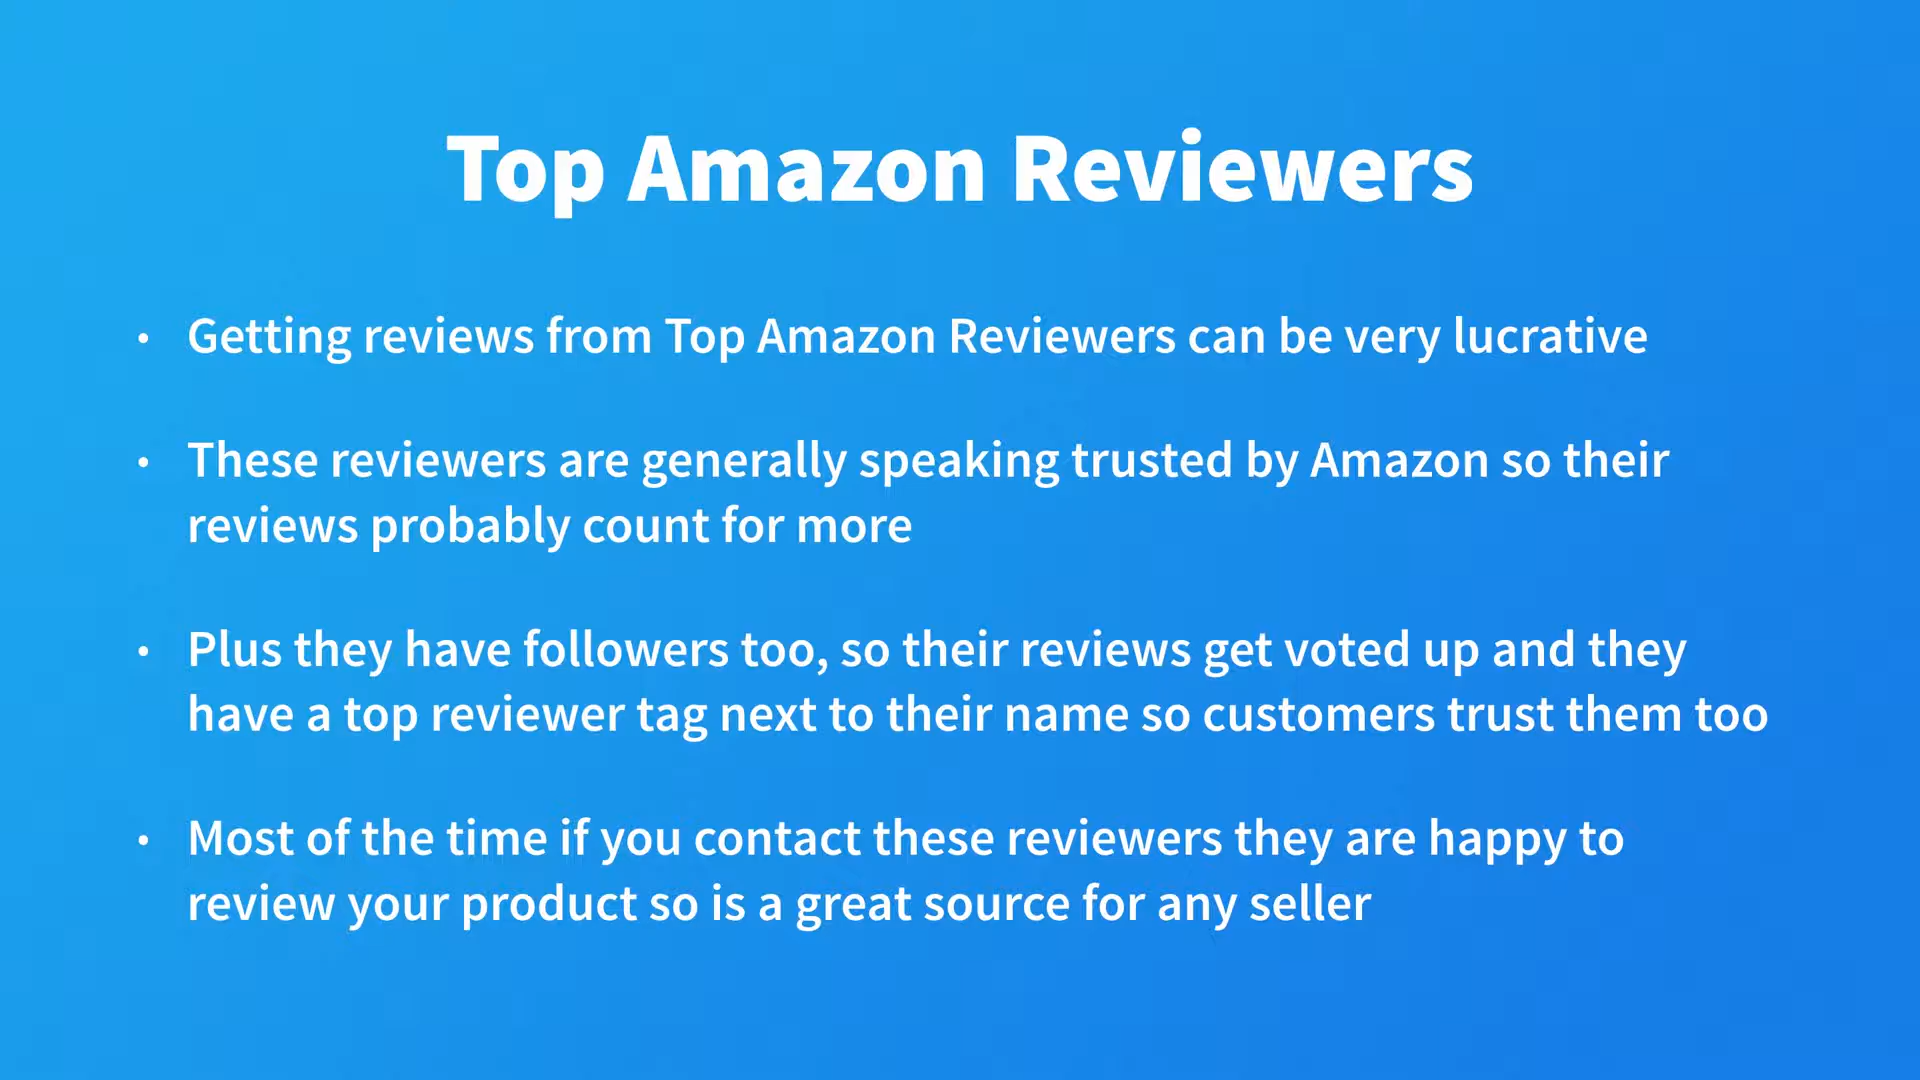 Top Amazon Reviewers
• Getting reviews from Top Amazon Reviewers can be very lucrative
• These reviewers are generally speaking trusted by Amazon so their
reviews probably count for more
• Plus they have followers too, so their reviews get voted up and they
have a top reviewer tag next to their name so customers trust them too
• Most of the time if you contact these reviewers they are happy to
review your product so is a great source for any seller